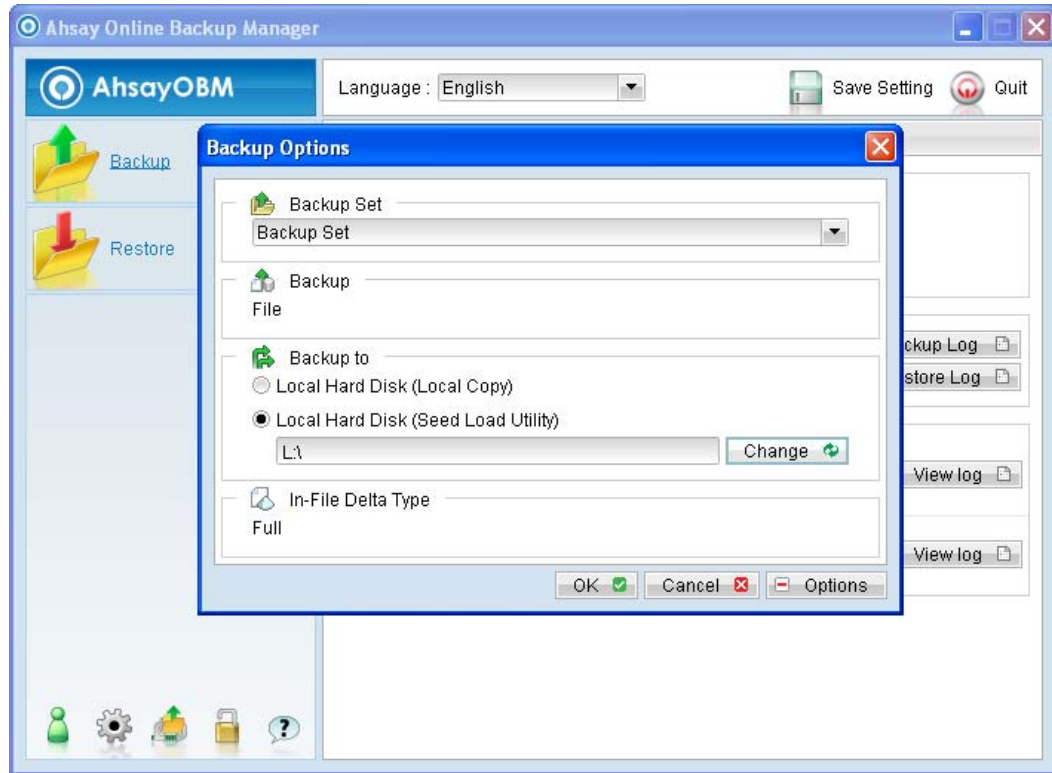 Ahsay Online Backup Manager
AhsayOBM
Language : English
Save Setting
Quit
Backup
Restore
Backup Options
Backup Set
Backup Set
Backup
File
Backup to
Local Hard Disk (Local Copy)
Local Hard Disk (Seed Load Utility)
L:\
Change
In-File Delta Type
Full
OK
Cancel
Options
ckup Log
store Log
View log
View log